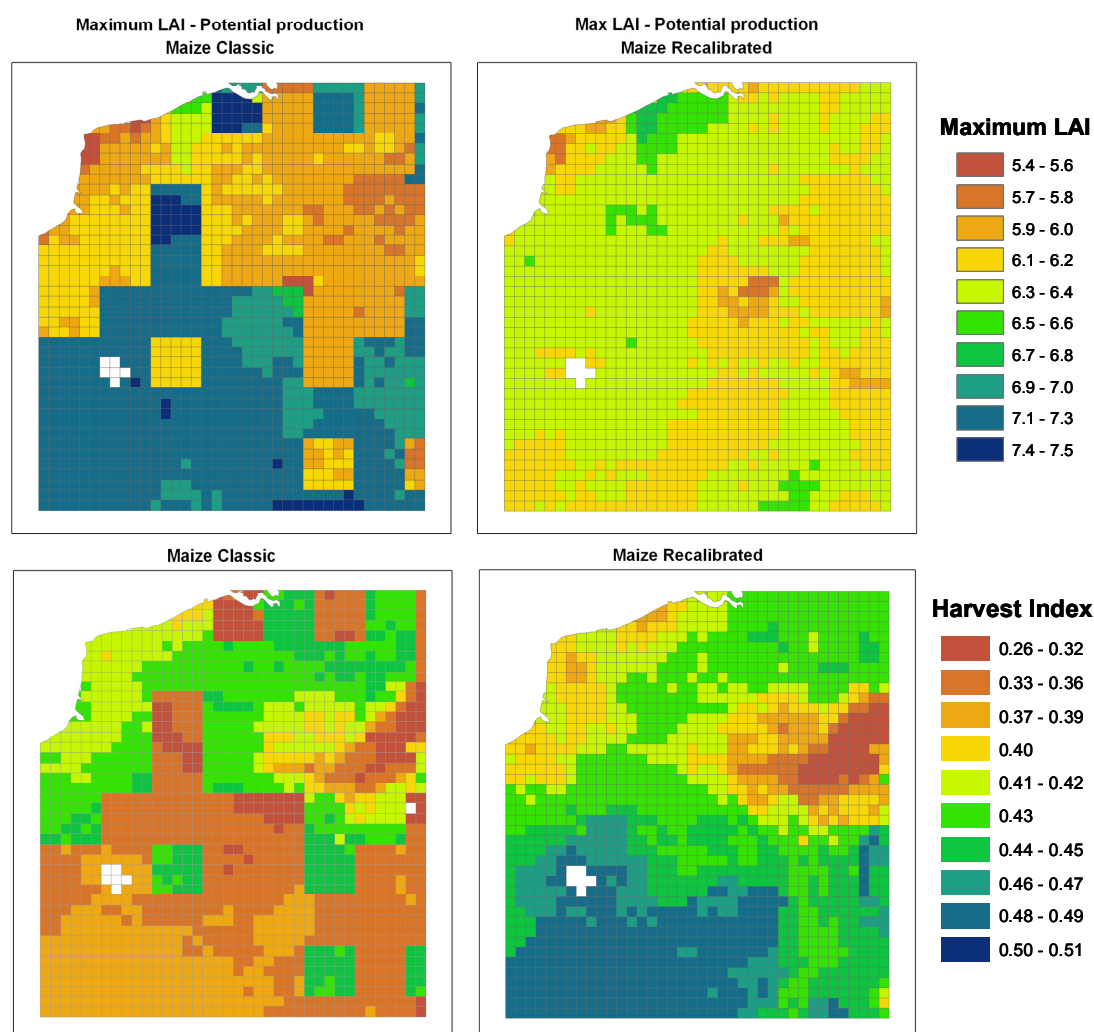 Maximum LAI - Potential production
Maize Classic
Max LAI - Potential production
Maize Recalibrated
Maximum LAI
5.4 - 5.6
5.7 - 5.8
5.9 - 6.0
6.1 - 6.2
6.3 - 6.4
6.5 - 6.6
6.7 - 6.8
6.9 - 7.0
7.1 - 7.3
7.4 - 7.5
Maize Classic
Maize Recalibrated
Harvest Index
0.26 - 0.32
0.33 - 0.36
0.37 - 0.39
0.40
0.41 - 0.42
0.43
0.44 - 0.45
0.46 - 0.47
0.48 - 0.49
0.50 - 0.51